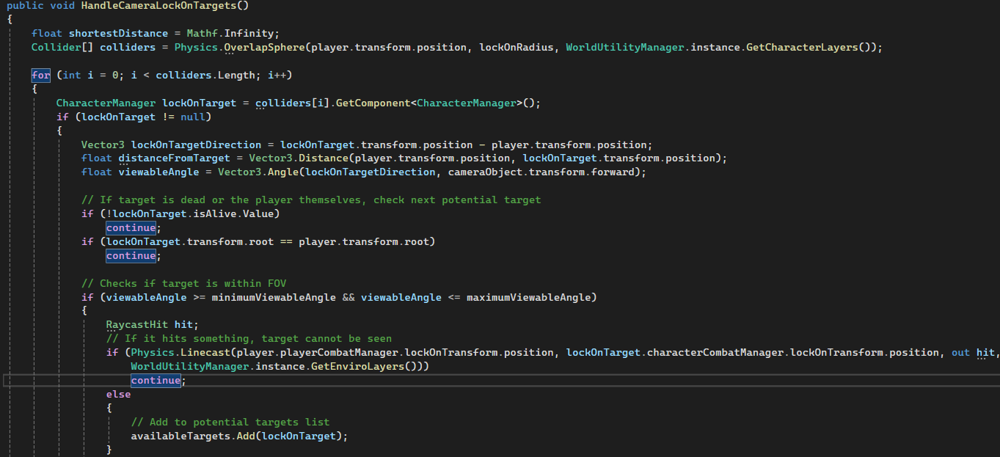 public void HandleCameraLockOnTargets()
{
float shortestDistance = Mathf.Infinity;
Collider[] colliders = Physics.OverlapSphere(player.transform.position, lockOnRadius, WorldUtilityManager.instance.GetCharacterLayers());
for (int i = 0; i < colliders.Length; i++)
{
CharacterManager lockOnTarget = colliders[i].GetComponent<CharacterManager>();
if (lockOnTarget != null)
{
Vector3 lockOnTargetDirection = lockOnTarget.transform.position - player.transform.position;
float distanceFromTarget = Vector3.Distance(player.transform.position, lockOnTarget.transform.position);
float viewableAngle = Vector3.Angle(lockOnTargetDirection, cameraObject.transform.forward);
// If target is dead or the player themselves, check next potential target
if (!lockOnTarget.isAlive.Value)
continue;
if (lockOnTarget.transform.root == player.transform.root)
continue;
// Checks if target is within FOV
if (viewableAngle >= minimumViewableAngle && viewableAngle <= maximumViewableAngle)
{
RaycastHit hit;
// If it hits something, target cannot be seen
if (Physics.Linecast(player.playerCombatManager.lockOnTransform.position, lockOnTarget.characterCombatManager.lockOnTransform.position, out hit,
WorldUtilityManager.instance.GetEnviroLayers()))
continue;
else
{
// Add to potential targets list
availableTargets.Add(lockOnTarget);
}